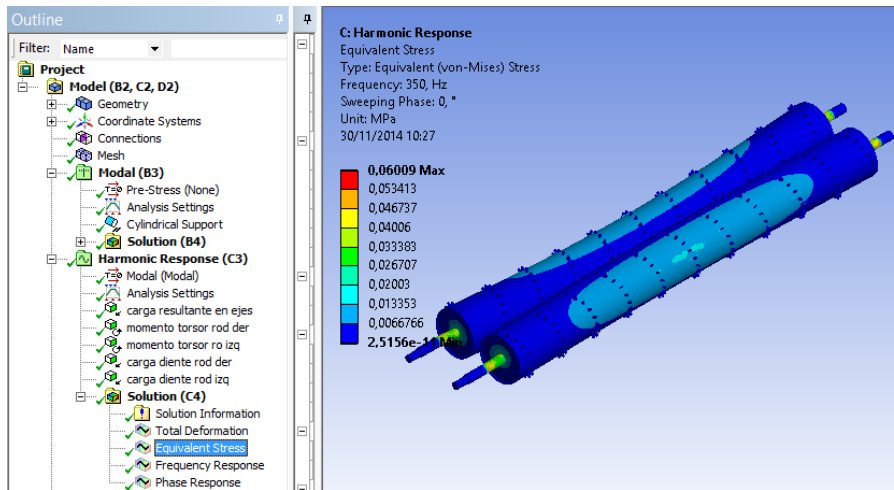 Outline
Filter: Name
Project
Model (B2, C2, D2)
Geometry
Coordinate Systems
Connections
Mesh
Modal (B3)
Pre-Stress (None)
Analysis Settings
Cylindrical Support
Solution (B4)
Harmonic Response (C3)
Modal (Modal)
Analysis Settings
carga resultante en ejes
momento torsor rod der
momento torsor ro izq
carga diente rod der
carga diente rod izq
Solution (C4)
Solution Information
Total Deformation
Equivalent Stress
Frequency Response
Phase Response
C: Harmonic Response
Equivalent Stress
Type: Equivalent (von-Mises) Stress
Frequency: 350, Hz
Sweeping Phase: 0, °
Unit: MPa
30/11/2014 10:27
0,06009 Max
0,053413
0,046737
0,04006
0,033383
0,026707
0,02003
0,013353
0,0066766
2,5156e-11 Min